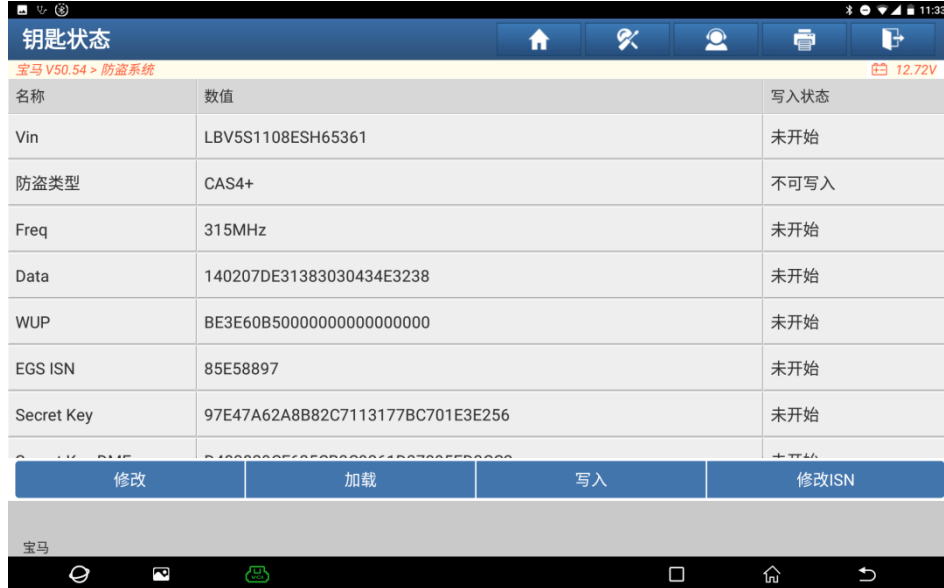 11:33
钥匙状态
宝马 V50.54 > 防盗系统 12.72V
名称 数值 写入状态
Vin LBV5S1108ESH65361 未开始
防盗类型 CAS4+ 不可写入
Freq 315MHz 未开始
Data 140207DE31383030434E3238 未开始
WUP BE3E60B50000000000000000 未开始
EGS ISN 85E58897 未开始
Secret Key 97E47A62A8B82C7113177BC701E3E256 未开始
修改 加载 写入 修改ISN
宝马
VCI